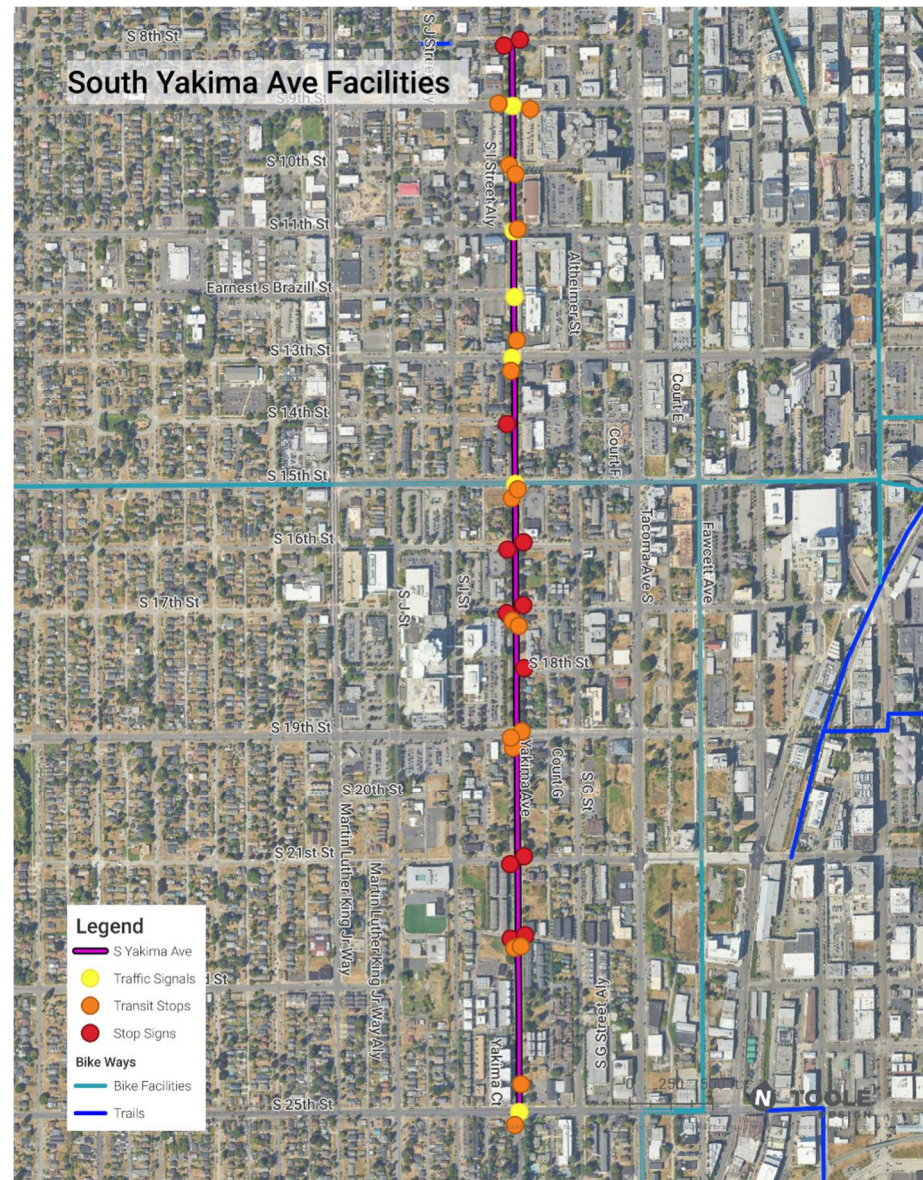 S 8th St
S J Street
South Yakima Ave Facilities
S 9th St
S 10th St
S I Street Aly
S 11th St
Altheimer St
Earnest s Brazill St
S 13th St
Court E
S 14th St
Court F
S 15th St
S 16th St
Tacoma Ave S
Fawcett Ave
S I St
S J St
S 17th St
S 18th St
S 19th St
Yakima Ave
Court G
S G St
S 20th St
S 21st St
Martin Luther King Jr Way
Martin Luther King Jr Way Aly
Legend
S Yakima Ave
Traffic Signals
Transit Stops
Stop Signs
Bike Ways
Bike Facilities
Trails
d St
S G Street Aly
Yakima Ct
S 25th St
0 250
N
TOOLE
DESIGN